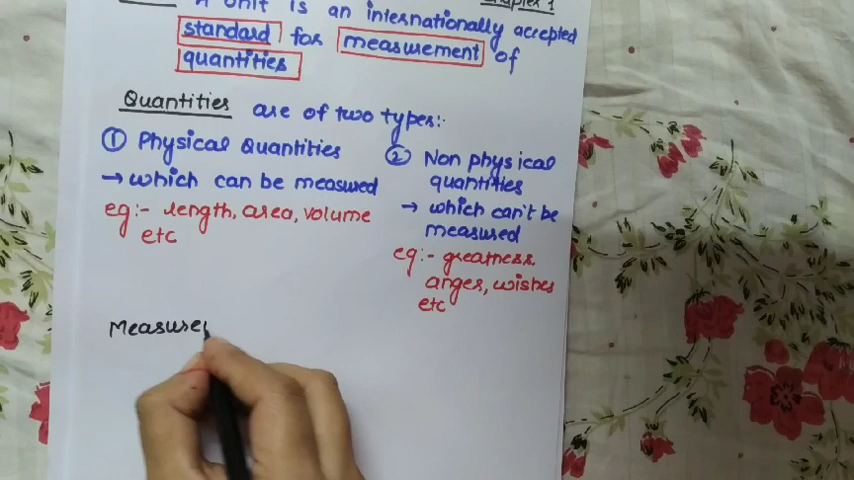 Chapter 1
A Unit is an internationally accepted
standard for measurement of
quantities
Quantities are of two types:-
① Physical Quantities
→ which can be measured
eg:- length, area, volume
etc
② Non physical
quantities
→ which can't be
measured
eg:- greatness
anges, wishes
etc
Measure